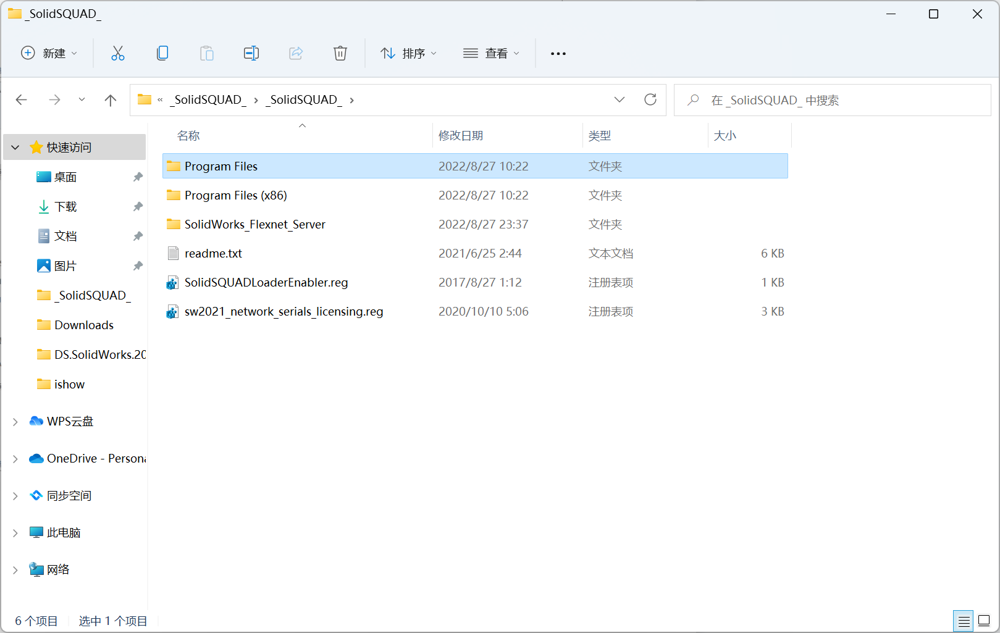 _SolidSQUAD_
新建 排序 查看
« _SolidSQUAD_ › _SolidSQUAD_ › 在 _SolidSQUAD_ 中搜索
名称 修改日期 类型 大小
快速访问
桌面
下载
文档
图片
_SolidSQUAD_
Downloads
DS.SolidWorks.20
ishow
WPS云盘
OneDrive - Persona
同步空间
此电脑
网络
Program Files 2022/8/27 10:22 文件夹
Program Files (x86) 2022/8/27 10:22 文件夹
SolidWorks_Flexnet_Server 2022/8/27 23:37 文件夹
readme.txt 2021/6/25 2:44 文本文档 6 KB
SolidSQUADLoaderEnabler.reg 2017/8/27 1:12 注册表项 1 KB
sw2021_network_serials_licensing.reg 2020/10/10 5:06 注册表项 3 KB
6 个项目 选中 1 个项目